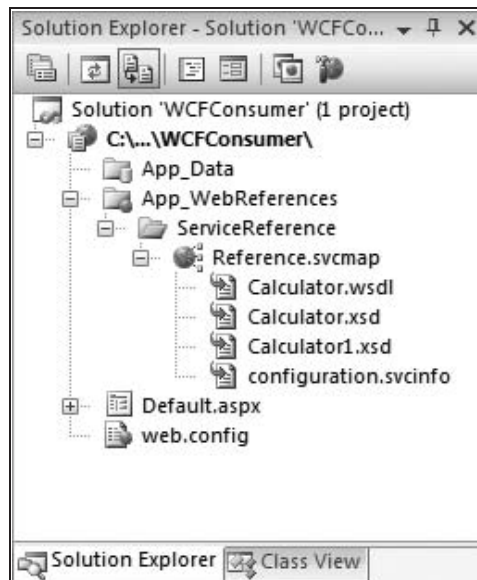 Solution Explorer - Solution 'WCFCo...
Solution 'WCFConsumer' (1 project)
C:\...\WCFConsumer\
App_Data
App_WebReferences
ServiceReference
Reference.svcmap
Calculator.wsdl
Calculator.xsd
Calculator1.xsd
configuration.svcinfo
Default.aspx
web.config
Solution Explorer Class View